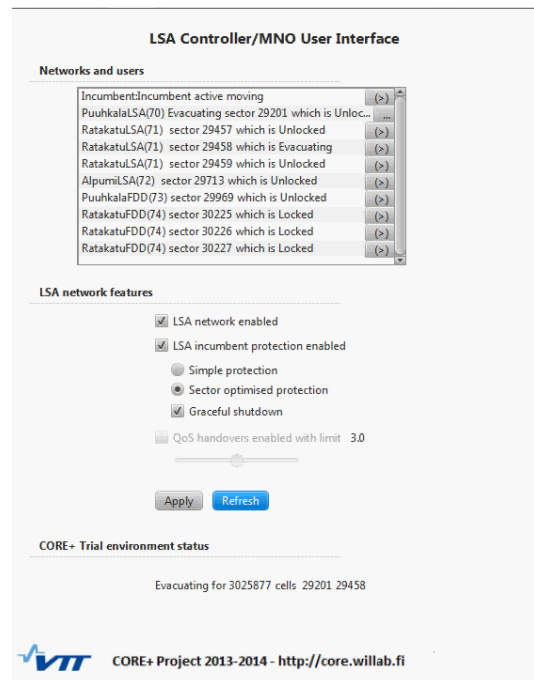 LSA Controller/MNO User Interface
Networks and users
Incumbent:Incumbent active moving (>)
PuuhkalaLSA(70) Evacuating sector 29201 which is Unloc... ...
RatakatuLSA(71) sector 29457 which is Unlocked (>)
RatakatuLSA(71) sector 29458 which is Evacuating (>)
RatakatuLSA(71) sector 29459 which is Unlocked (>)
AlpumiLSA(72) sector 29713 which is Unlocked (>)
PuuhkalaFDD(73) sector 29969 which is Unlocked (>)
RatakatuFDD(74) sector 30225 which is Locked (>)
RatakatuFDD(74) sector 30226 which is Locked (>)
RatakatuFDD(74) sector 30227 which is Locked (>)
LSA network features
LSA network enabled
LSA incumbent protection enabled
Simple protection
Sector optimised protection
Graceful shutdown
QoS handovers enabled with limit 3.0
Apply Refresh
CORE+ Trial environment status
Evacuating for 3025877 cells 29201 29458
VTT CORE+ Project 2013-2014 - http://core.willab.fi